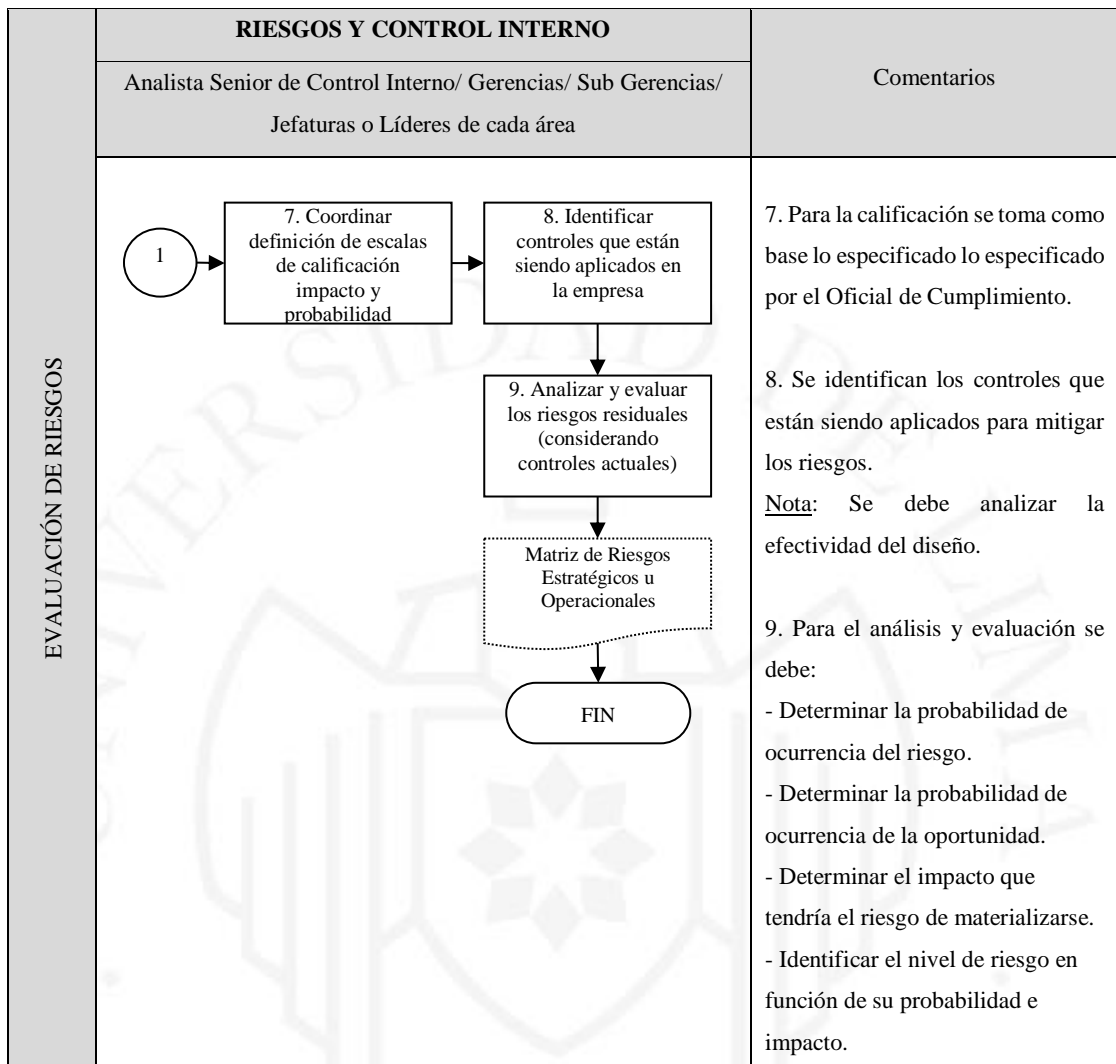 RIESGOS Y CONTROL INTERNO
Analista Senior de Control Interno/ Gerencias/ Sub Gerencias/
Jefaturas o Líderes de cada área
Comentarios
EVALUACIÓN DE RIESGOS
1
7. Coordinar
definición de escalas
de calificación
impacto y
probabilidad
8. Identificar
controles que están
siendo aplicados en
la empresa
9. Analizar y evaluar
los riesgos residuales
(considerando
controles actuales)
Matriz de Riesgos
Estratégicos u
Operacionales
FIN
7. Para la calificación se toma como
base lo especificado lo especificado
por el Oficial de Cumplimiento.
8. Se identifican los controles que
están siendo aplicados para mitigar
los riesgos.
Nota: Se debe analizar la
efectividad del diseño.
9. Para el análisis y evaluación se
debe:
- Determinar la probabilidad de
ocurrencia del riesgo.
- Determinar la probabilidad de
ocurrencia de la oportunidad.
- Determinar el impacto que
tendría el riesgo de materializarse.
- Identificar el nivel de riesgo en
función de su probabilidad e
impacto.
UNIVERSIDAD DE LIMA